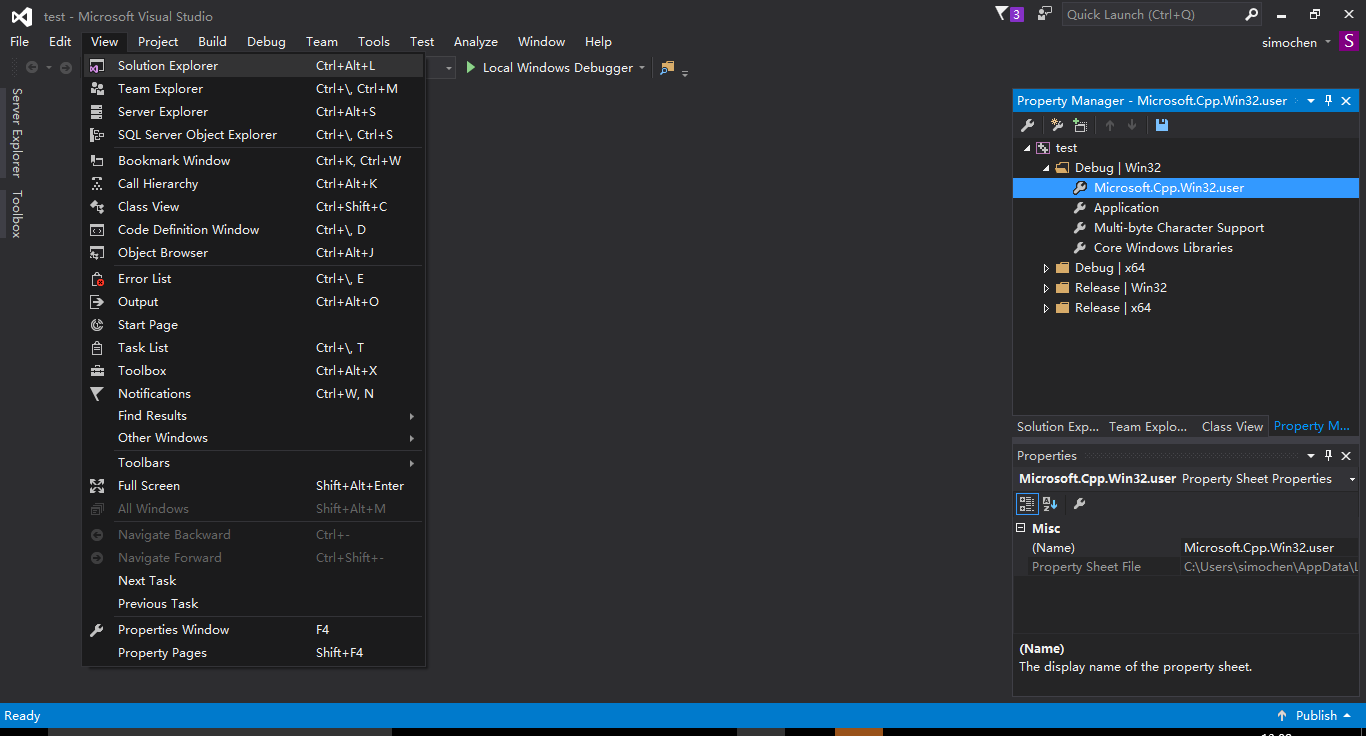 test - Microsoft Visual Studio
3
Quick Launch (Ctrl+Q)
File Edit View Project Build Debug Team Tools Test Analyze Window Help
simochen S
Local Windows Debugger
Server Explorer
Toolbox
Solution Explorer Ctrl+Alt+L
Team Explorer Ctrl+\, Ctrl+M
Server Explorer Ctrl+Alt+S
SQL Server Object Explorer Ctrl+\, Ctrl+S
Bookmark Window Ctrl+K, Ctrl+W
Call Hierarchy Ctrl+Alt+K
Class View Ctrl+Shift+C
Code Definition Window Ctrl+\, D
Object Browser Ctrl+Alt+J
Error List Ctrl+\, E
Output Ctrl+Alt+O
Start Page
Task List Ctrl+\, T
Toolbox Ctrl+Alt+X
Notifications Ctrl+W, N
Find Results
Other Windows
Toolbars
Full Screen Shift+Alt+Enter
All Windows Shift+Alt+M
Navigate Backward Ctrl+-
Navigate Forward Ctrl+Shift+-
Next Task
Previous Task
Properties Window F4
Property Pages Shift+F4
Property Manager - Microsoft.Cpp.Win32.user
test
Debug | Win32
Microsoft.Cpp.Win32.user
Application
Multi-byte Character Support
Core Windows Libraries
Debug | x64
Release | Win32
Release | x64
Solution Exp... Team Explo... Class View Property M...
Properties
Microsoft.Cpp.Win32.user Property Sheet Properties
Misc
(Name) Microsoft.Cpp.Win32.user
Property Sheet File C:\Users\simochen\AppData\L
(Name)
The display name of the property sheet.
Ready
Publish